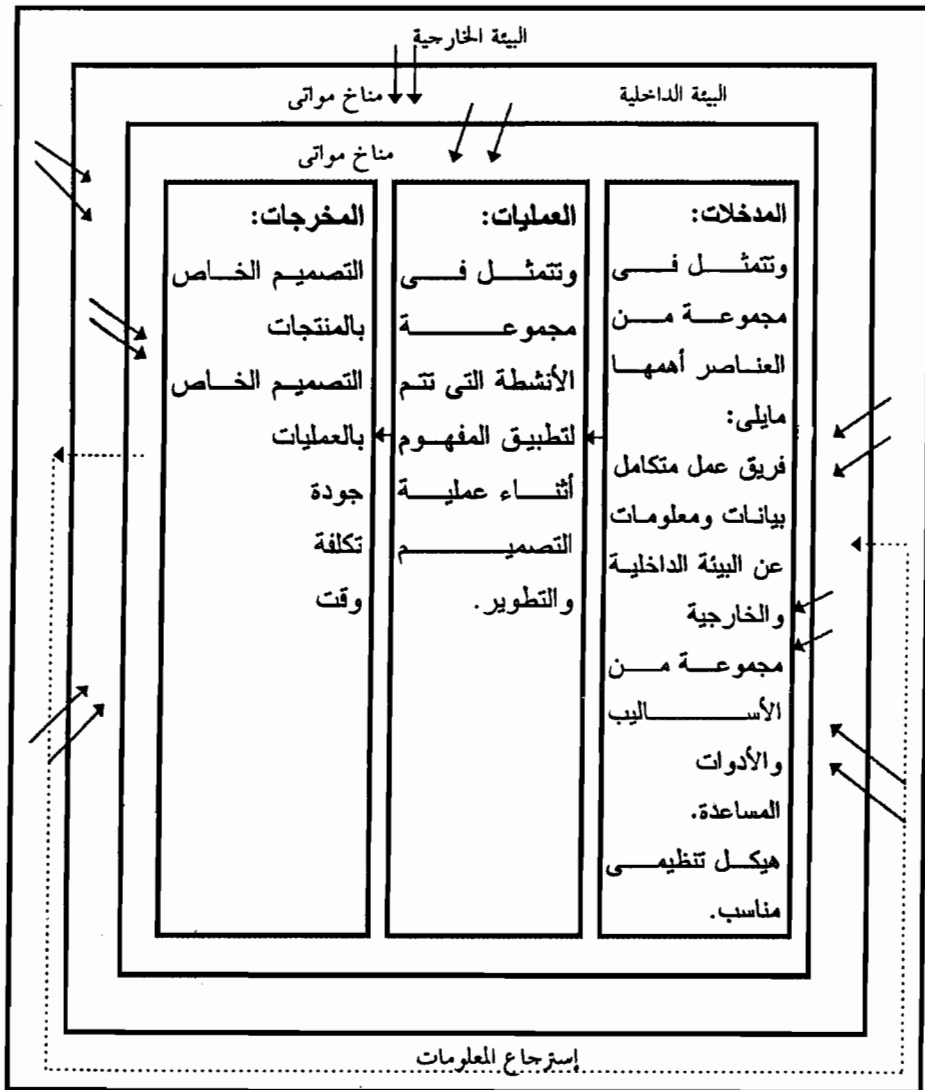 البيئة الخارجية
مناخ مواتى
البيئة الداخلية
مناخ مواتى
المدخلات:
وتتمثل فى
مجموعة من
العناصر أهمها
مايلى:
فريق عمل متكامل
بيانات ومعلومات
عن البيئة الداخلية
والخارجية
مجموعة من
الأساليب
والأدوات
المساعدة.
هيكل تنظيمى
مناسب.
العمليات:
وتتمثل فى
مجموعة
الأنشطة التى تتم
لتطبيق المفهوم
أثناء عملية
التصميم
والتطوير.
المخرجات:
التصميم الخاص
بالمنتجات
التصميم الخاص
بالعمليات
جودة
تكلفة
وقت
إسترجاع المعلومات